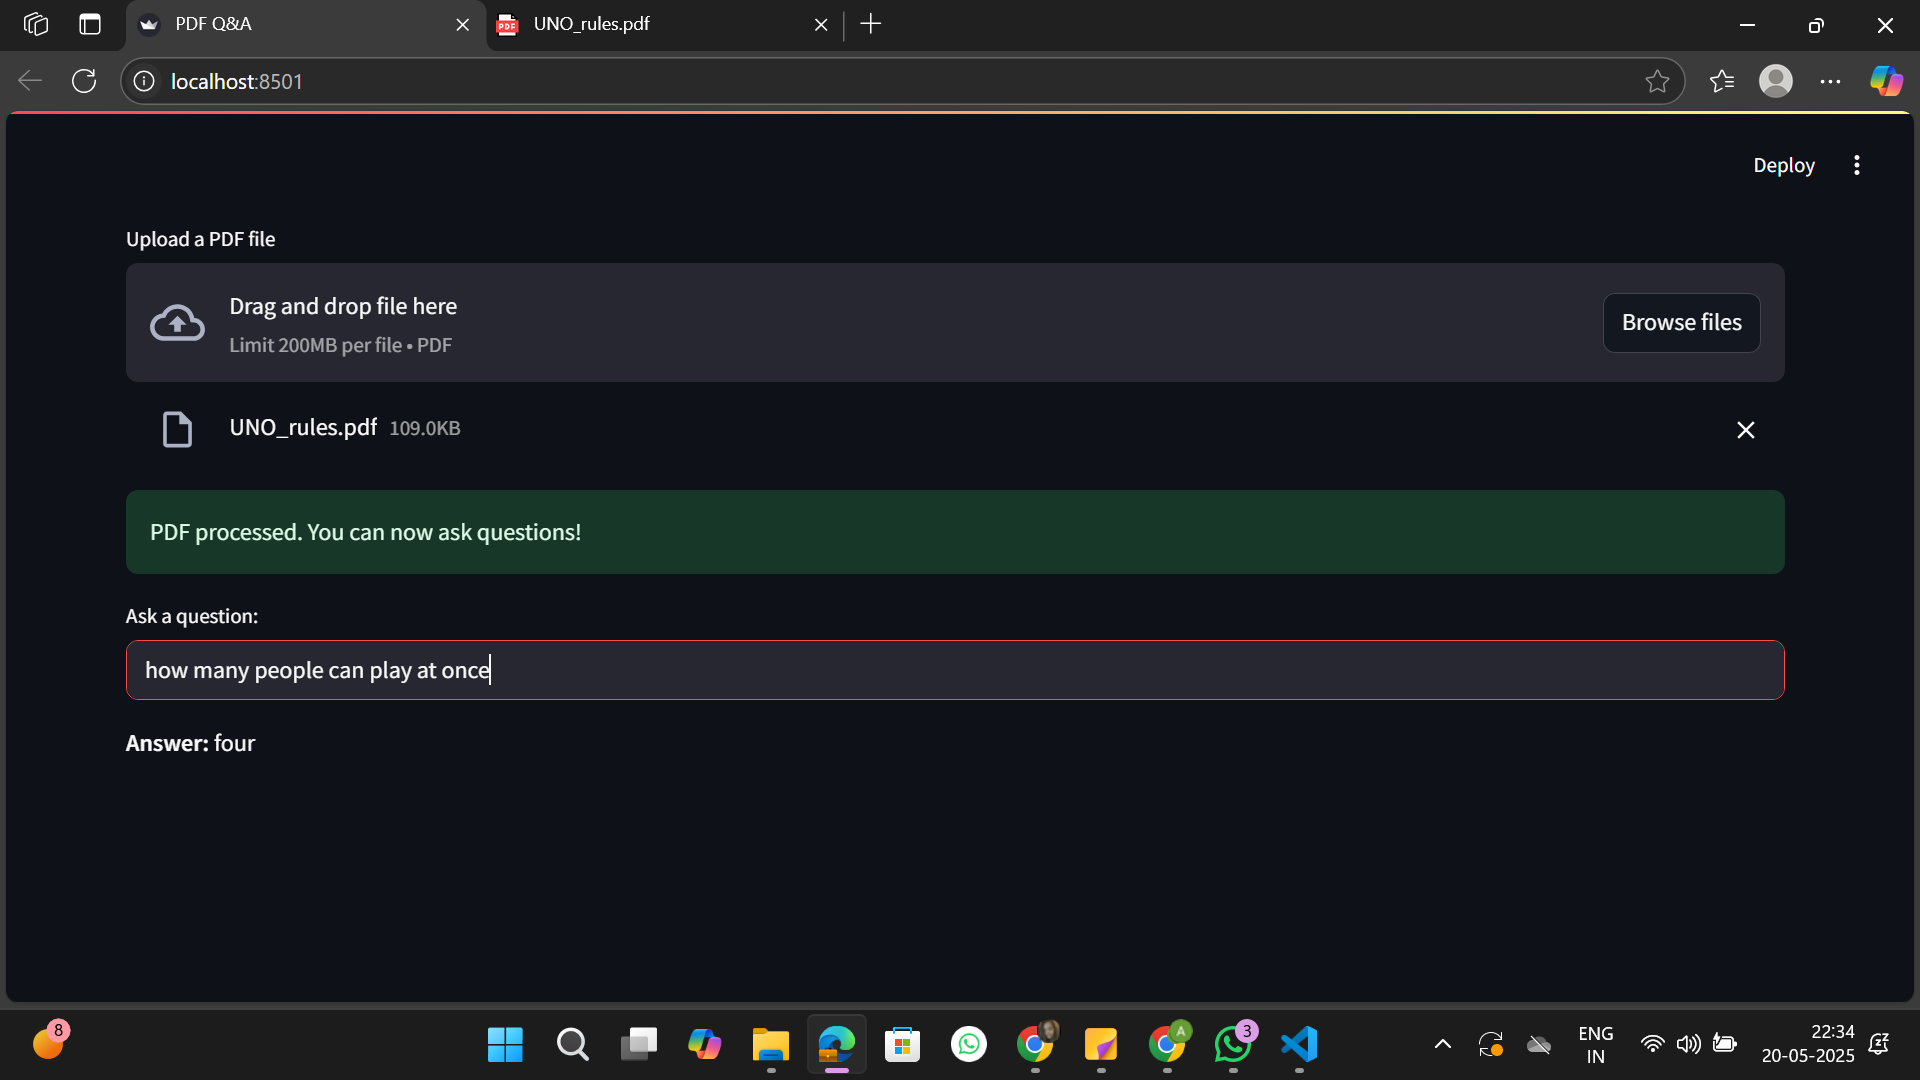 PDF Q&A
UNO_rules.pdf
localhost:8501
Deploy
Upload a PDF file
Drag and drop file here
Limit 200MB per file • PDF
Browse files
UNO_rules.pdf 109.0KB
PDF processed. You can now ask questions!
Ask a question:
how many people can play at once
Answer: four
8
A
3
ENG
IN
22:34
20-05-2025